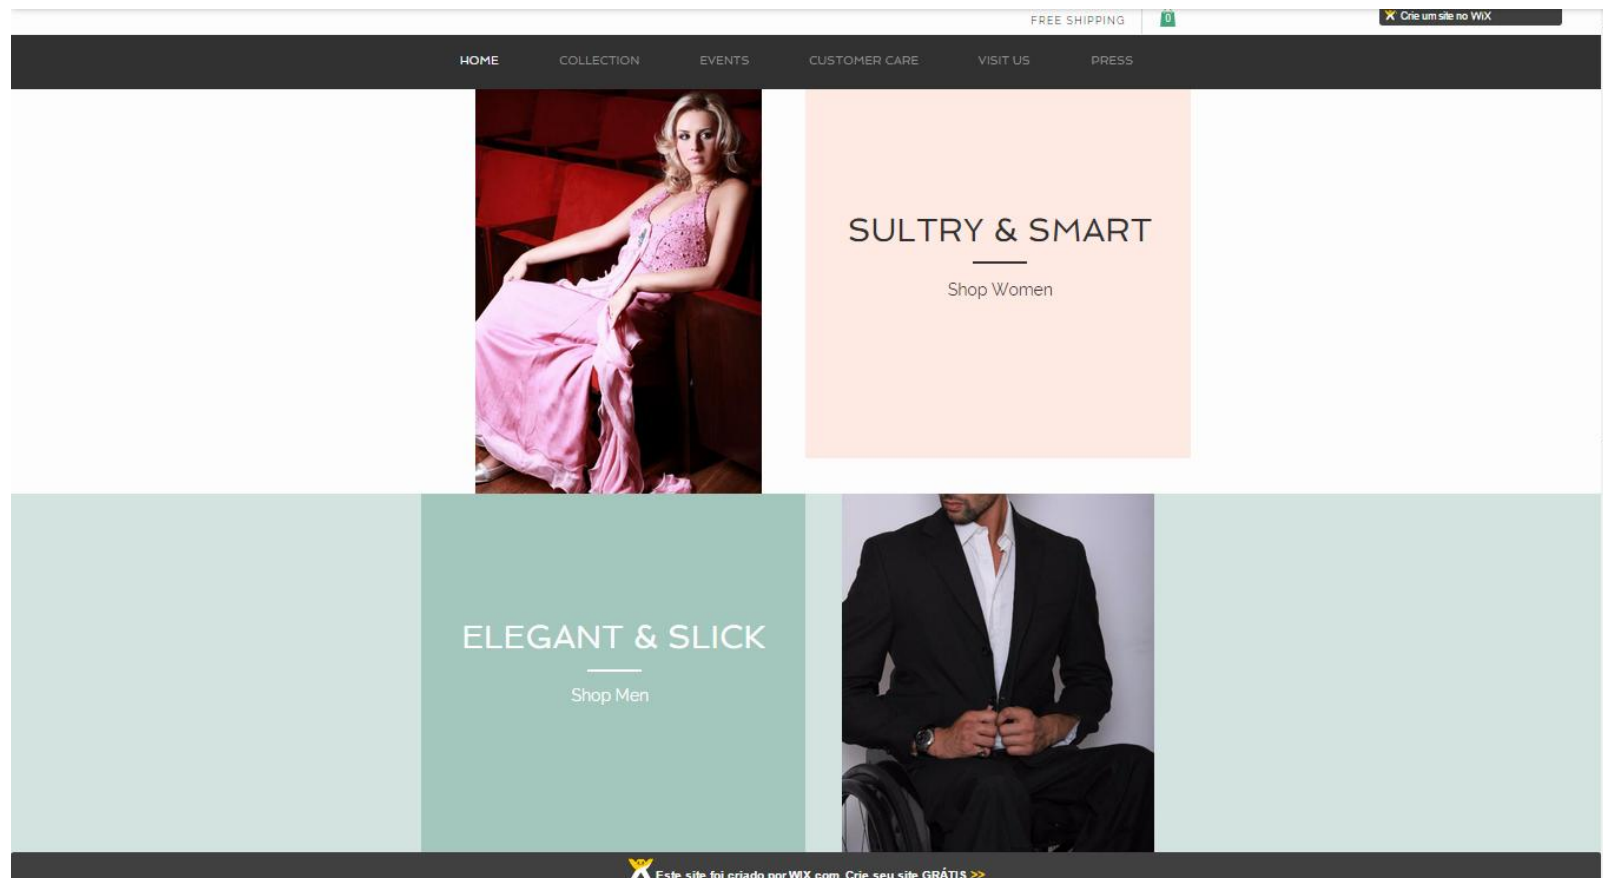 FREE SHIPPING
0
Crie um site no WiX
HOME COLLECTION EVENTS CUSTOMER CARE VISIT US PRESS
SULTRY & SMART
Shop Women
ELEGANT & SLICK
Shop Men
Este site foi criado por WIX.com. Crie seu site GRÁTIS >>